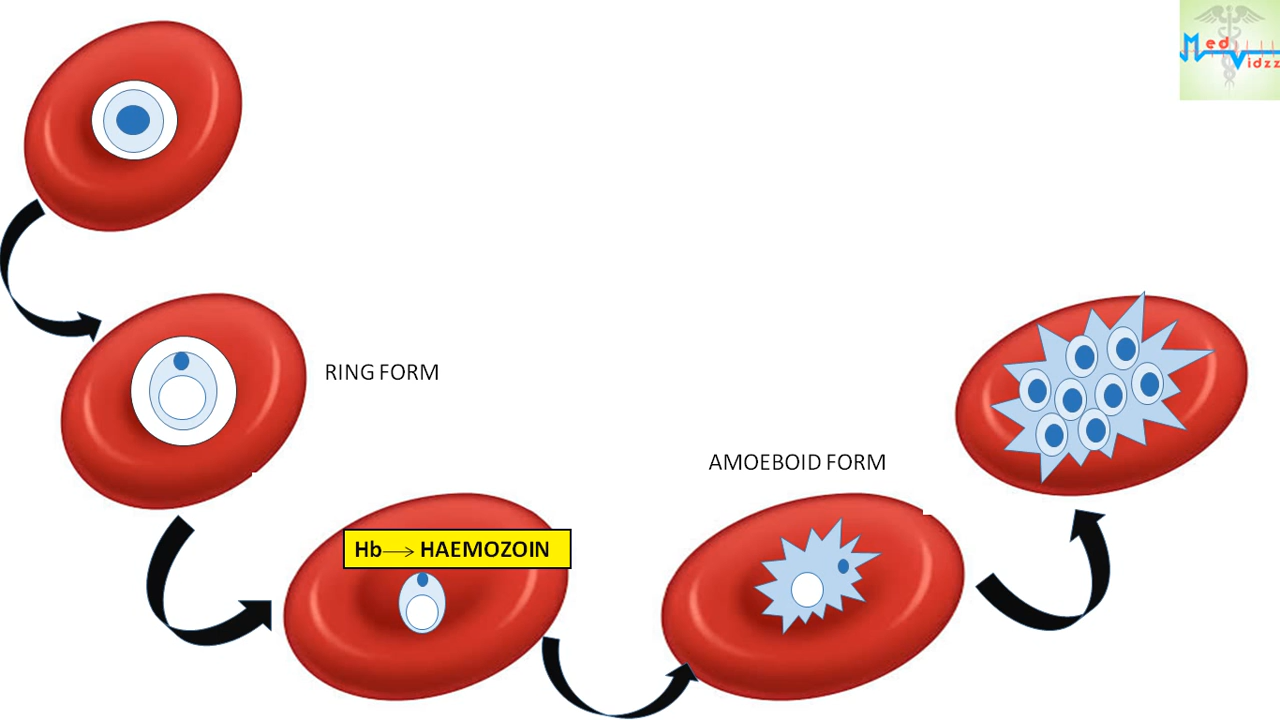 Med
Vidzz
RING FORM
AMOEBOID FORM
Hb→ HAEMOZOIN